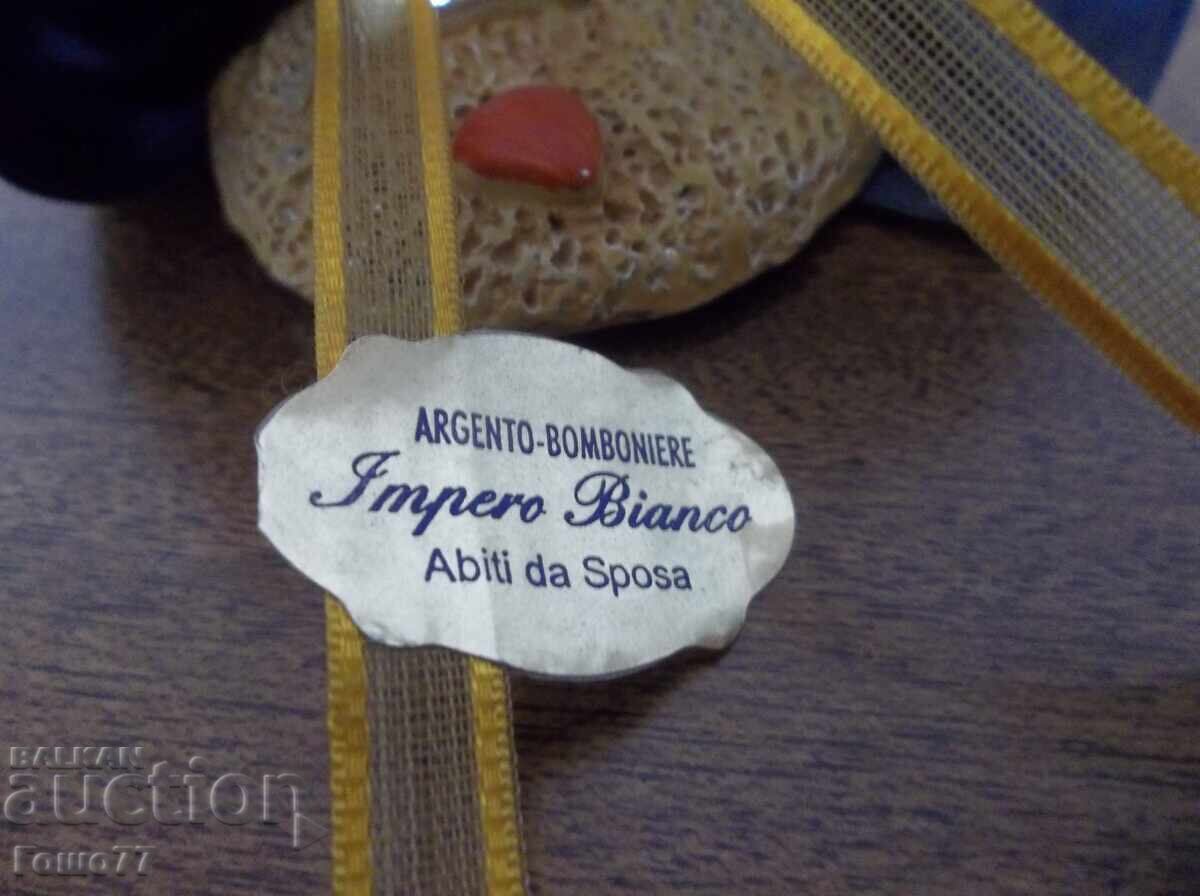 ARGENTO-BOMBONIERE
Impero Bianco
Abiti da Sposa
BALKAN
auction
Гошо77